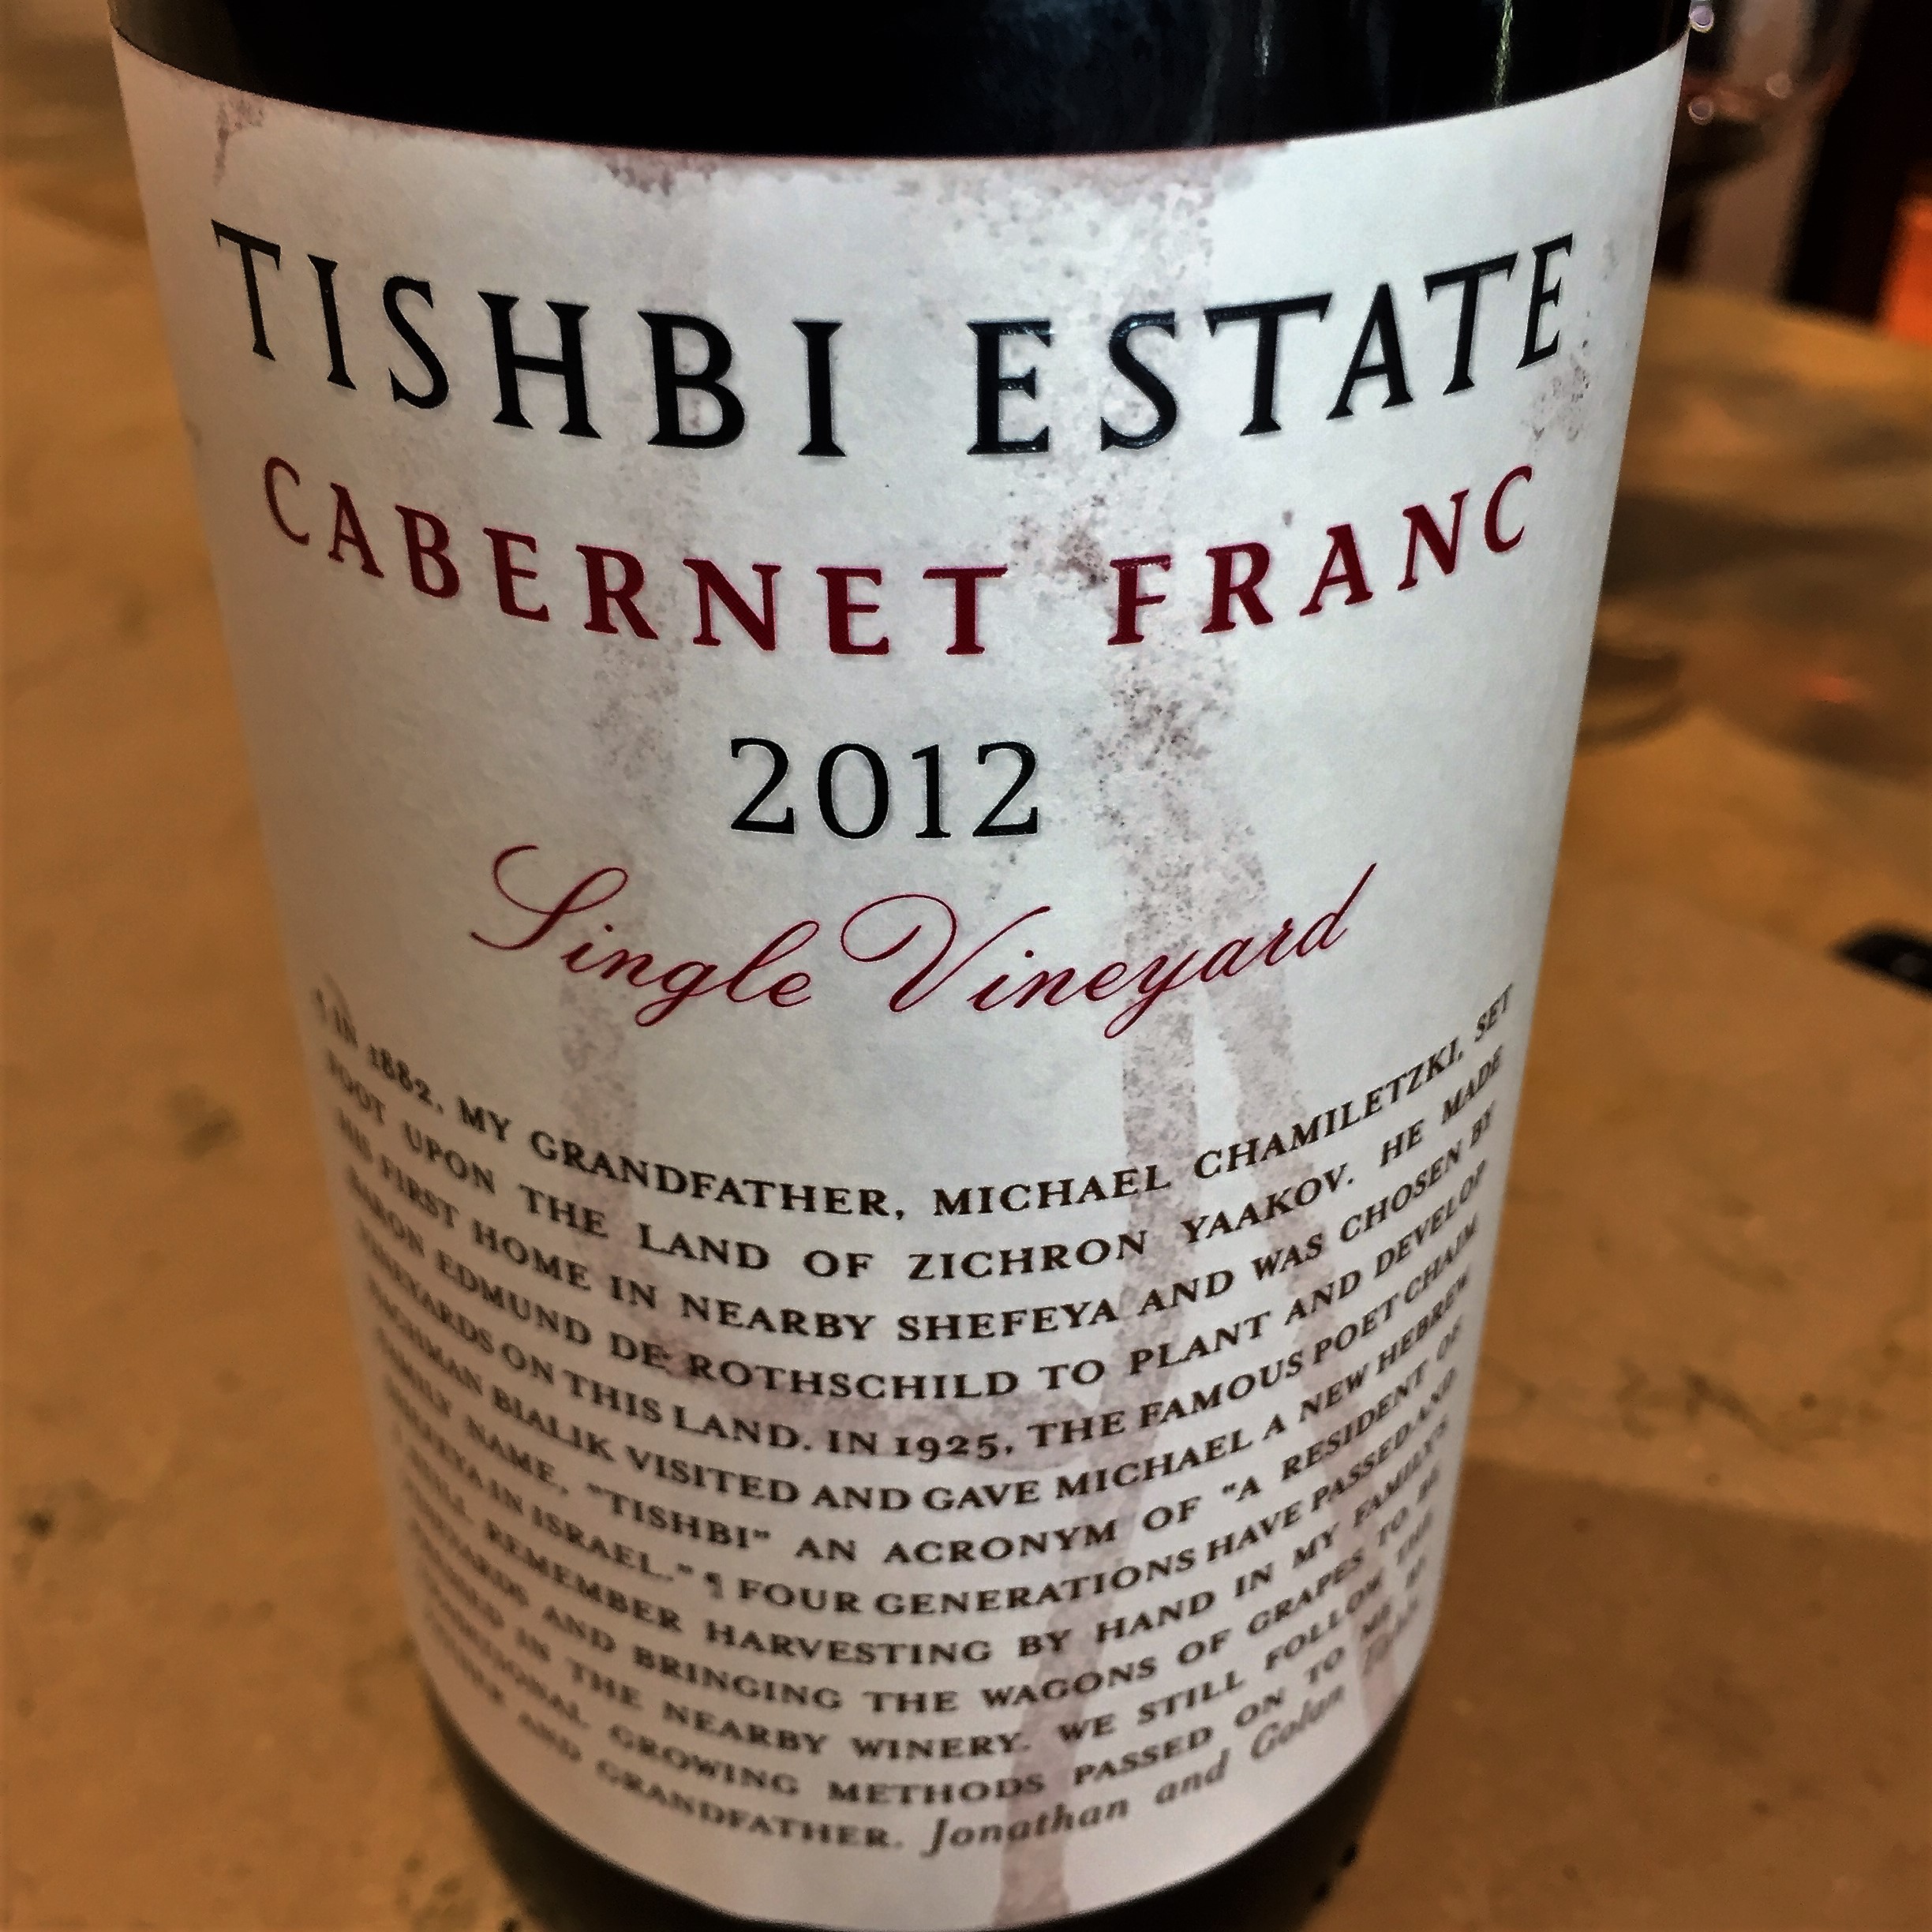 TISHBI ESTATE
CABERNET FRANC
2012
Single Vineyard
¶ IN 1882, MY GRANDFATHER, MICHAEL CHAMILETZKI, SET
FOOT UPON THE LAND OF ZICHRON YAAKOV. HE MADE
HIS FIRST HOME IN NEARBY SHEFEYA AND WAS CHOSEN BY
BARON EDMUND DE ROTHSCHILD TO PLANT AND DEVELOP
VINEYARDS ON THIS LAND. IN 1925, THE FAMOUS POET CHAIM
NACHMAN BIALIK VISITED AND GAVE MICHAEL A NEW HEBREW
FAMILY NAME, "TISHBI" AN ACRONYM OF "A RESIDENT OF
SHEFEYA IN ISRAEL." ¶ FOUR GENERATIONS HAVE PASSED AND
I STILL REMEMBER HARVESTING BY HAND IN MY FAMILY'S
VINEYARDS AND BRINGING THE WAGONS OF GRAPES TO BE
IN THE NEARBY WINERY. WE STILL FOLLOW THE
TRADITIONAL GROWING METHODS PASSED ON TO ME BY
AND GRANDFATHER. Jonathan and Golan Tishbi